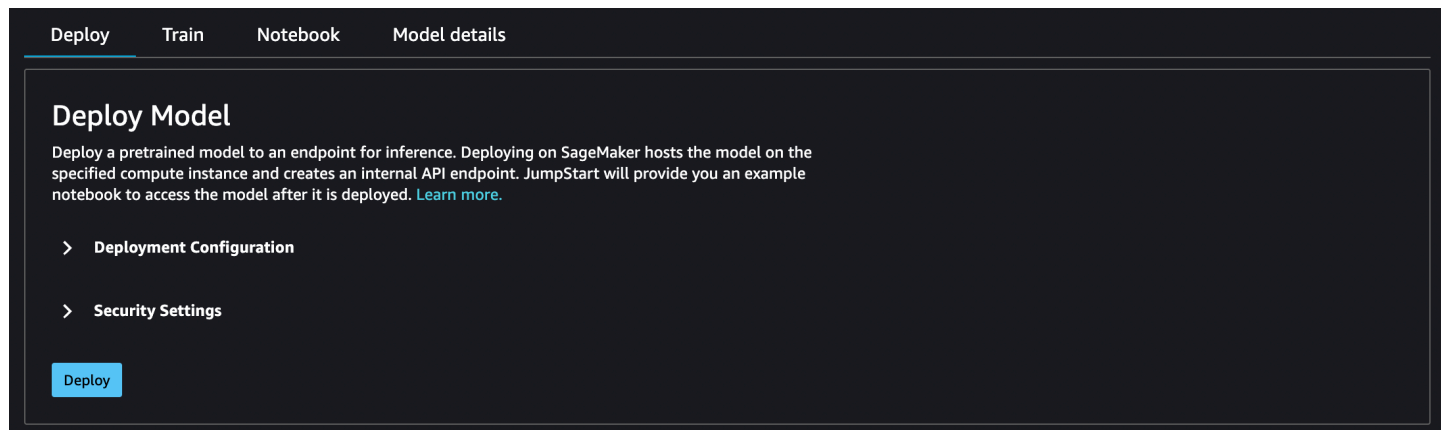 Deploy Train Notebook Model details
Deploy Model
Deploy a pretrained model to an endpoint for inference. Deploying on SageMaker hosts the model on the
specified compute instance and creates an internal API endpoint. JumpStart will provide you an example
notebook to access the model after it is deployed. Learn more.
Deployment Configuration
Security Settings
Deploy